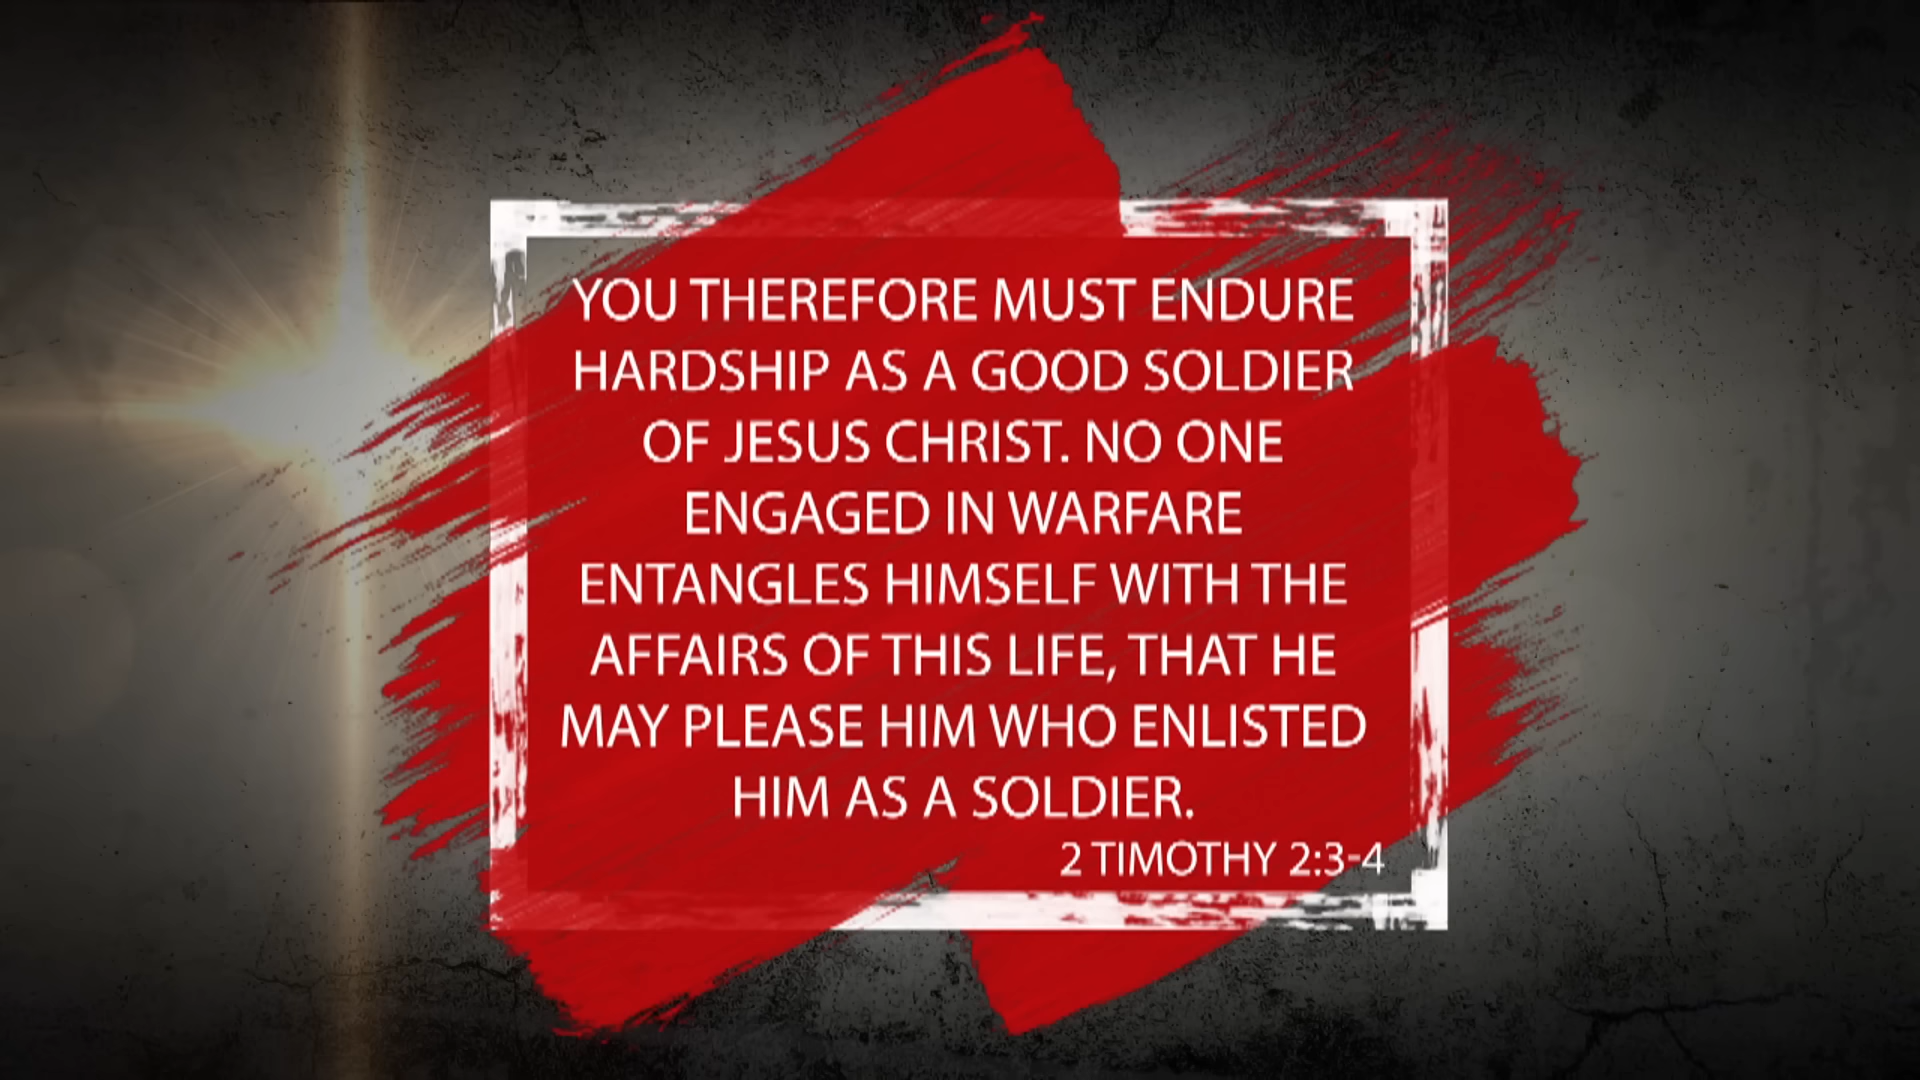 YOU THEREFORE MUST ENDURE
HARDSHIP AS A GOOD SOLDIER
OF JESUS CHRIST. NO ONE
ENGAGED IN WARFARE
ENTANGLES HIMSELF WITH THE
AFFAIRS OF THIS LIFE, THAT HE
MAY PLEASE HIM WHO ENLISTED
HIM AS A SOLDIER.
2 TIMOTHY 2:3-4